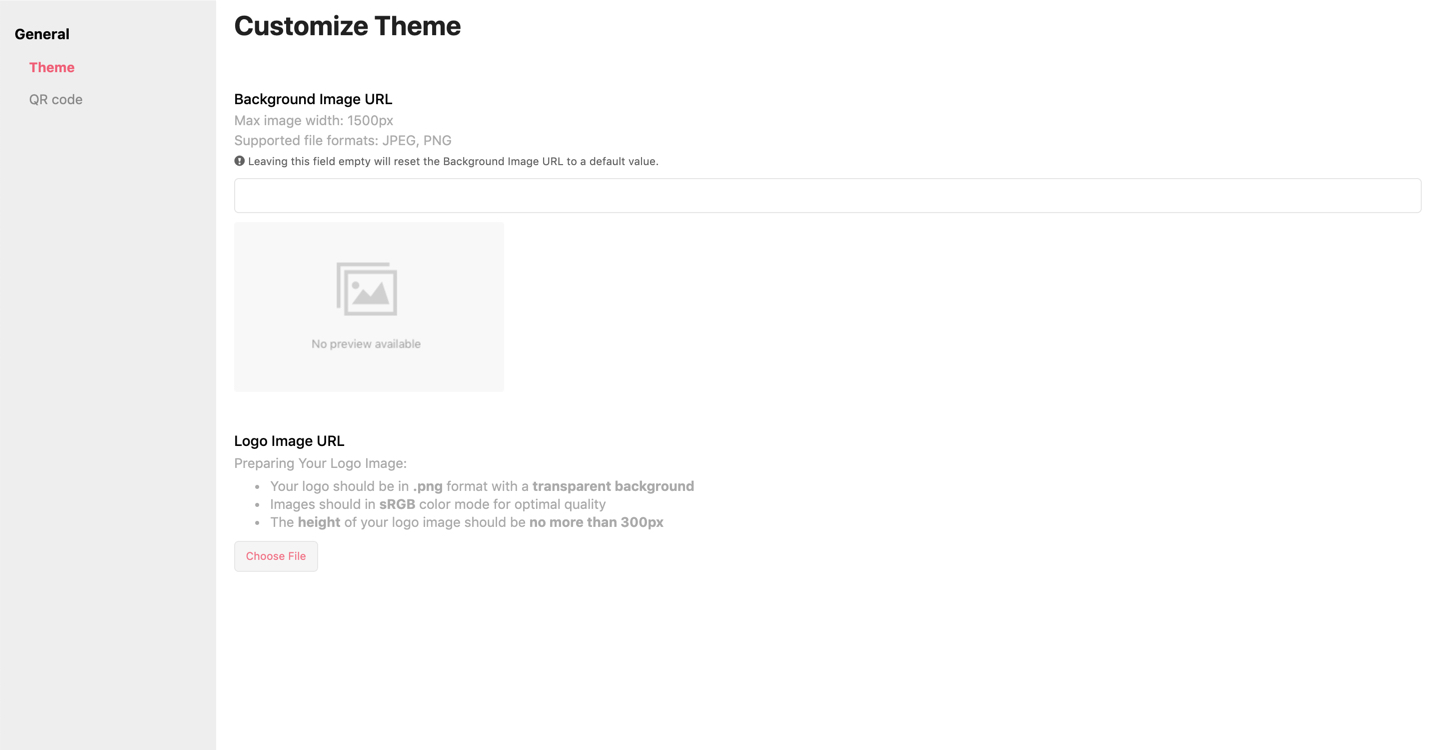 General
Theme
QR code
Customize Theme
Background Image URL
Max image width: 1500px
Supported file formats: JPEG, PNG
Leaving this field empty will reset the Background Image URL to a default value.
No preview available
Logo Image URL
Preparing Your Logo Image:
• Your logo should be in .png format with a transparent background
• Images should in sRGB color mode for optimal quality
• The height of your logo image should be no more than 300px
Choose File